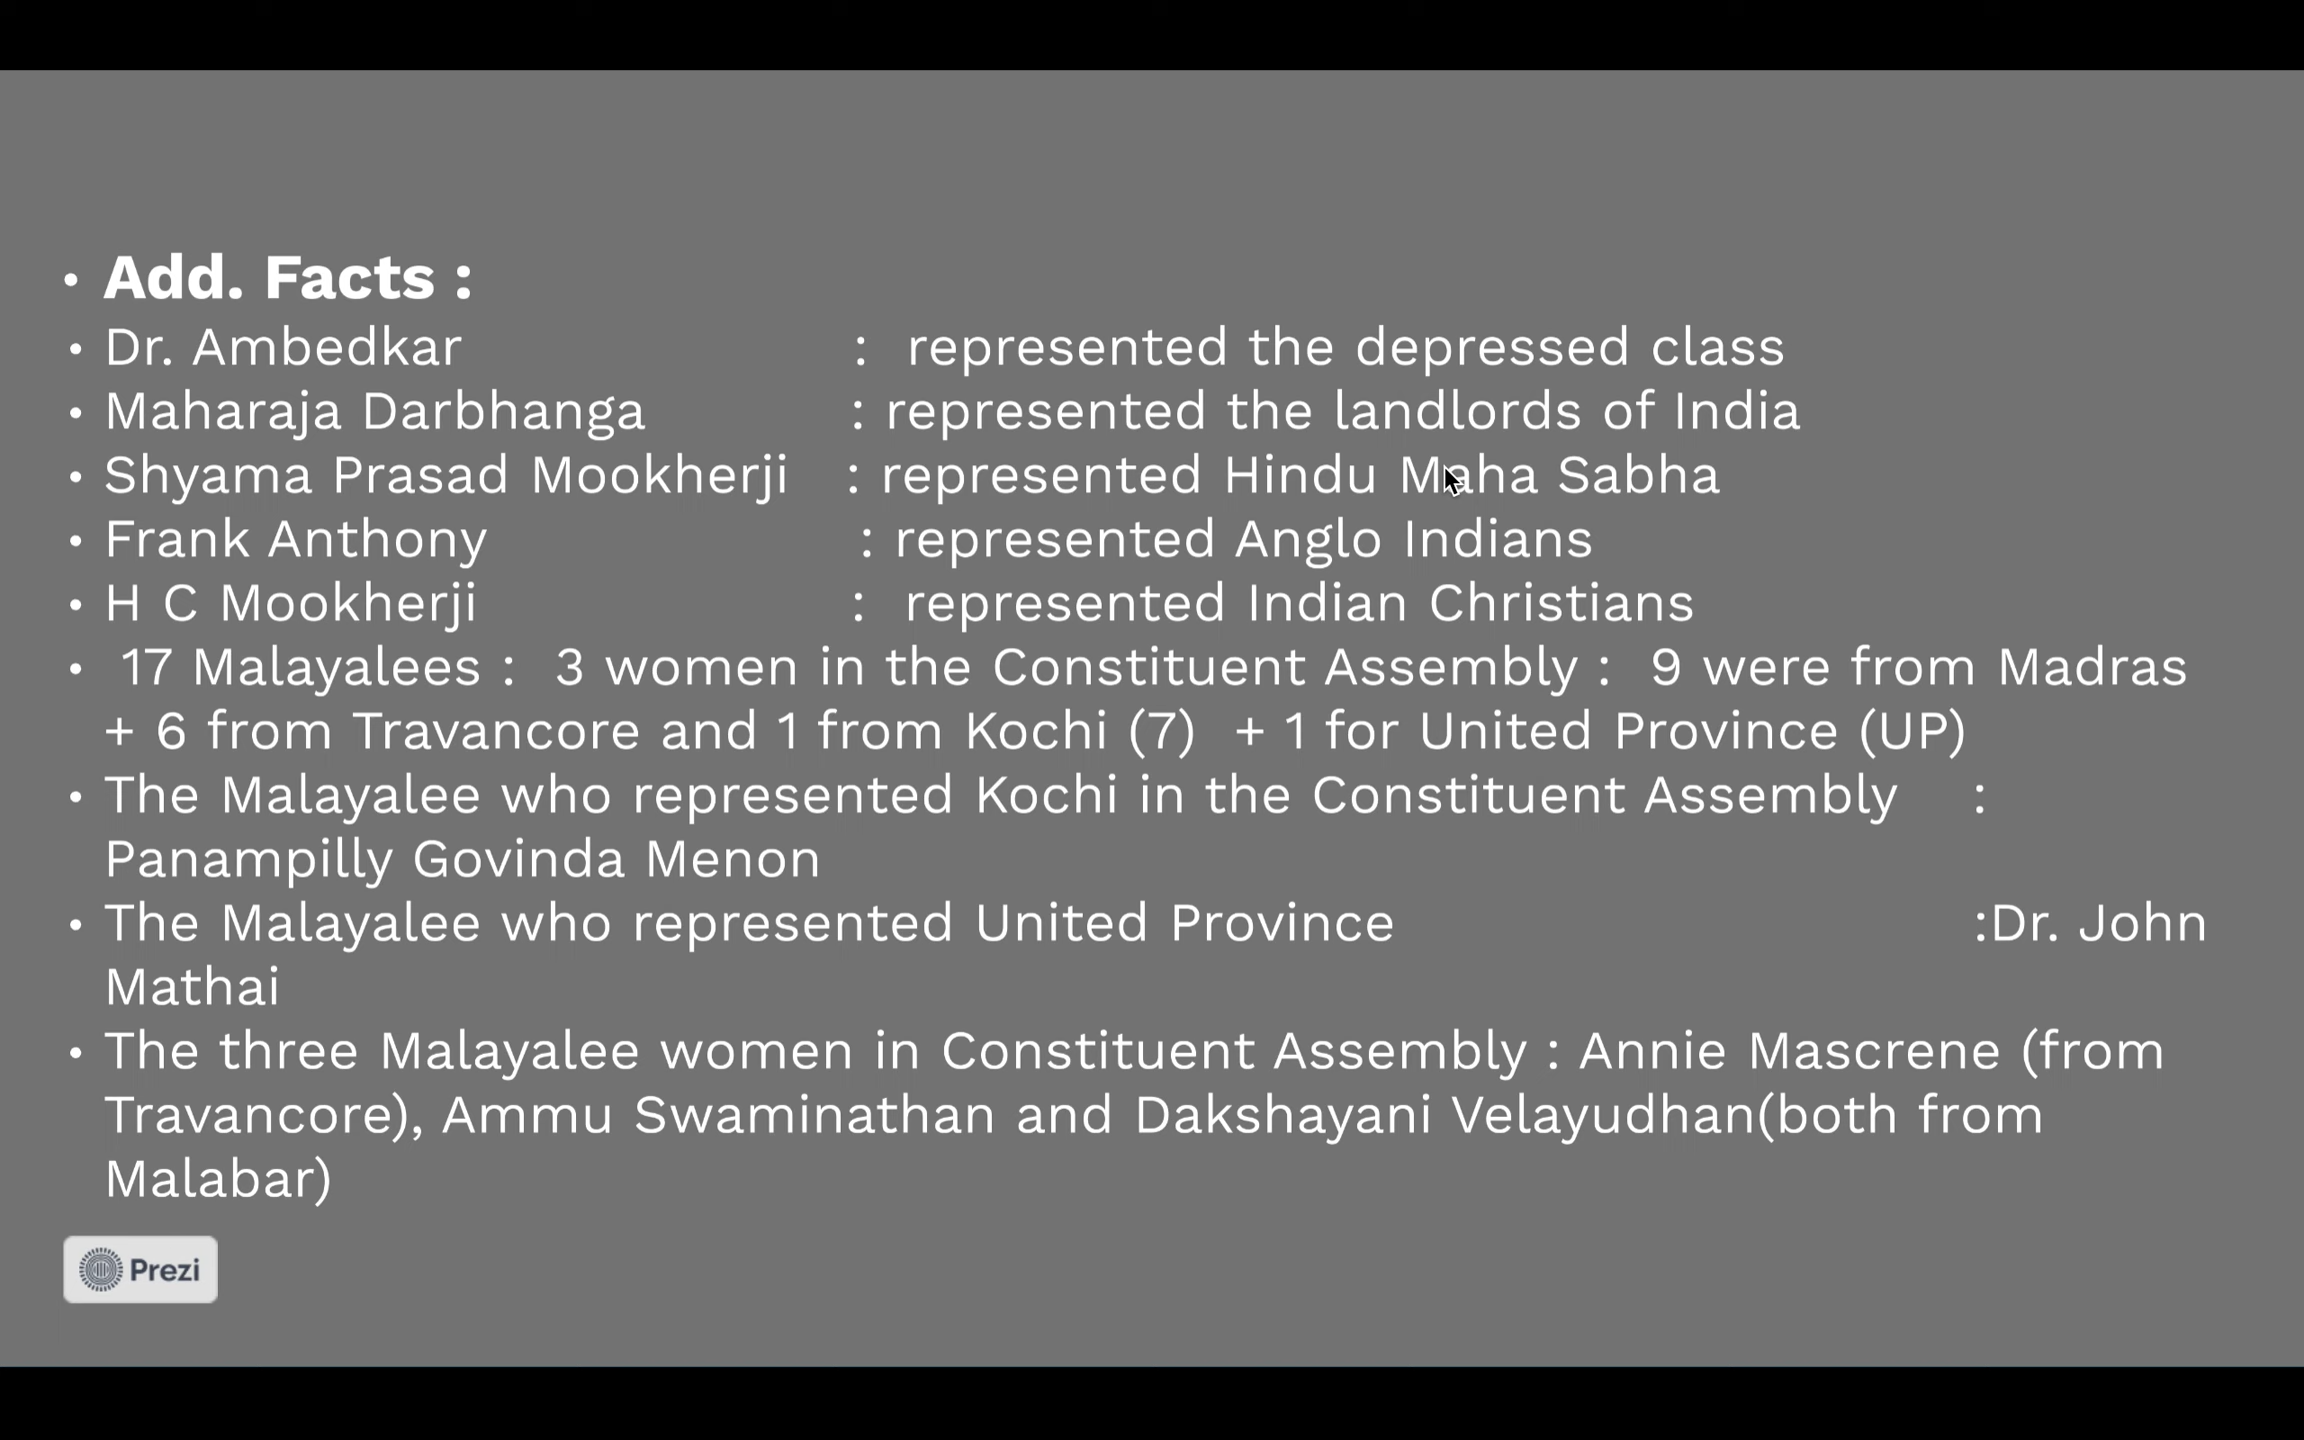 • Add. Facts :
• Dr. Ambedkar : represented the depressed class
• Maharaja Darbhanga : represented the landlords of India
• Shyama Prasad Mookherji : represented Hindu Maha Sabha
• Frank Anthony : represented Anglo Indians
• H C Mookherji : represented Indian Christians
• 17 Malayalees : 3 women in the Constituent Assembly : 9 were from Madras
+ 6 from Travancore and 1 from Kochi (7) + 1 for United Province (UP)
• The Malayalee who represented Kochi in the Constituent Assembly :
Panampilly Govinda Menon
• The Malayalee who represented United Province :Dr. John
Mathai
• The three Malayalee women in Constituent Assembly : Annie Mascrene (from
Travancore), Ammu Swaminathan and Dakshayani Velayudhan(both from
Malabar)
Prezi